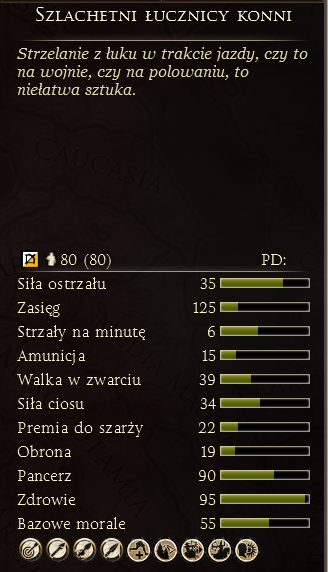 Szlachetni łucznicy konni
Strzelanie z łuku w trakcie jazdy, czy to
na wojnie, czy na polowaniu, to
niełatwa sztuka.
CAUCASIA
80 (80) PD:
Siła ostrzału 35
Zasięg 125
Strzały na minutę 6
Amunicja 15
Walka w zwarciu 39
Siła ciosu 34
Premia do szarży 22
Obrona 19
Pancerz 90
Zdrowie 95
Bazowe morale 55